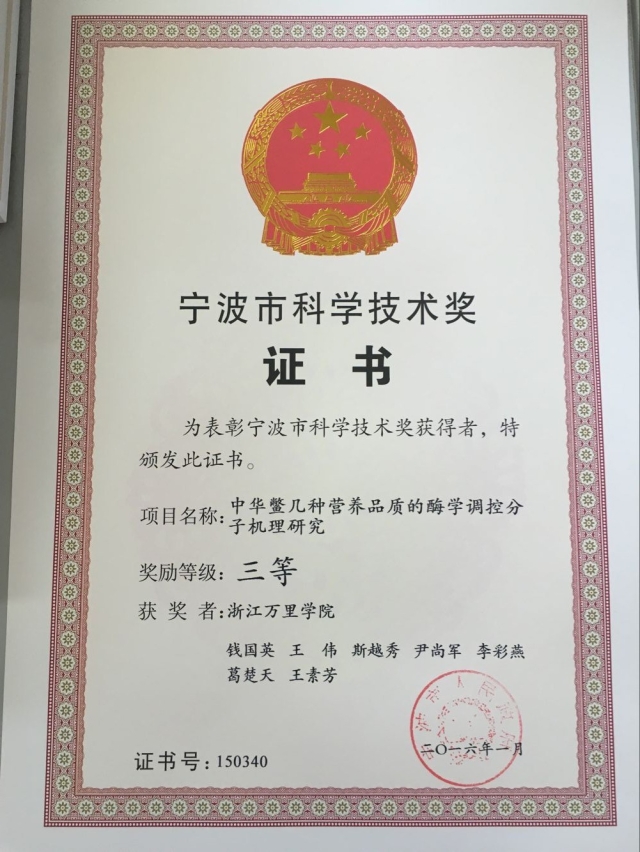 宁波市科学技术奖
证 书
为表彰宁波市科学技术奖获得者，特
颁发此证书。
项目名称：中华鳖几种营养品质的酶学调控分
子机理研究
奖励等级：三等
获 奖 者：浙江万里学院
钱国英 王 伟 斯越秀 尹尚军 李彩燕
葛楚天 王素芳
二〇一六年一月
证书号：150340